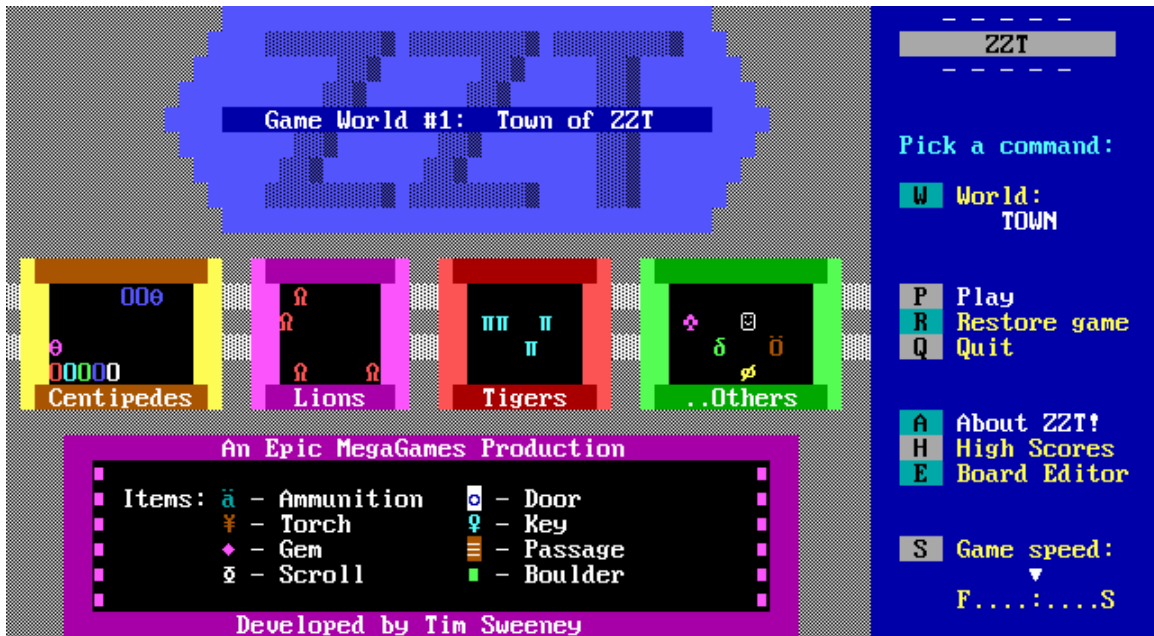 ZZT
Game World #1: Town of ZZT
- - - - -
ZZT
- - - - -
Pick a command:
W World:
TOWN
P Play
R Restore game
Q Quit
A About ZZT!
H High Scores
E Board Editor
S Game speed:
F....:....S
Centipedes
Lions
Tigers
..Others
An Epic MegaGames Production
Items: ä - Ammunition
¥ - Torch
♦ - Gem
Φ - Scroll
○ - Door
♀ - Key
≡ - Passage
■ - Boulder
Developed by Tim Sweeney